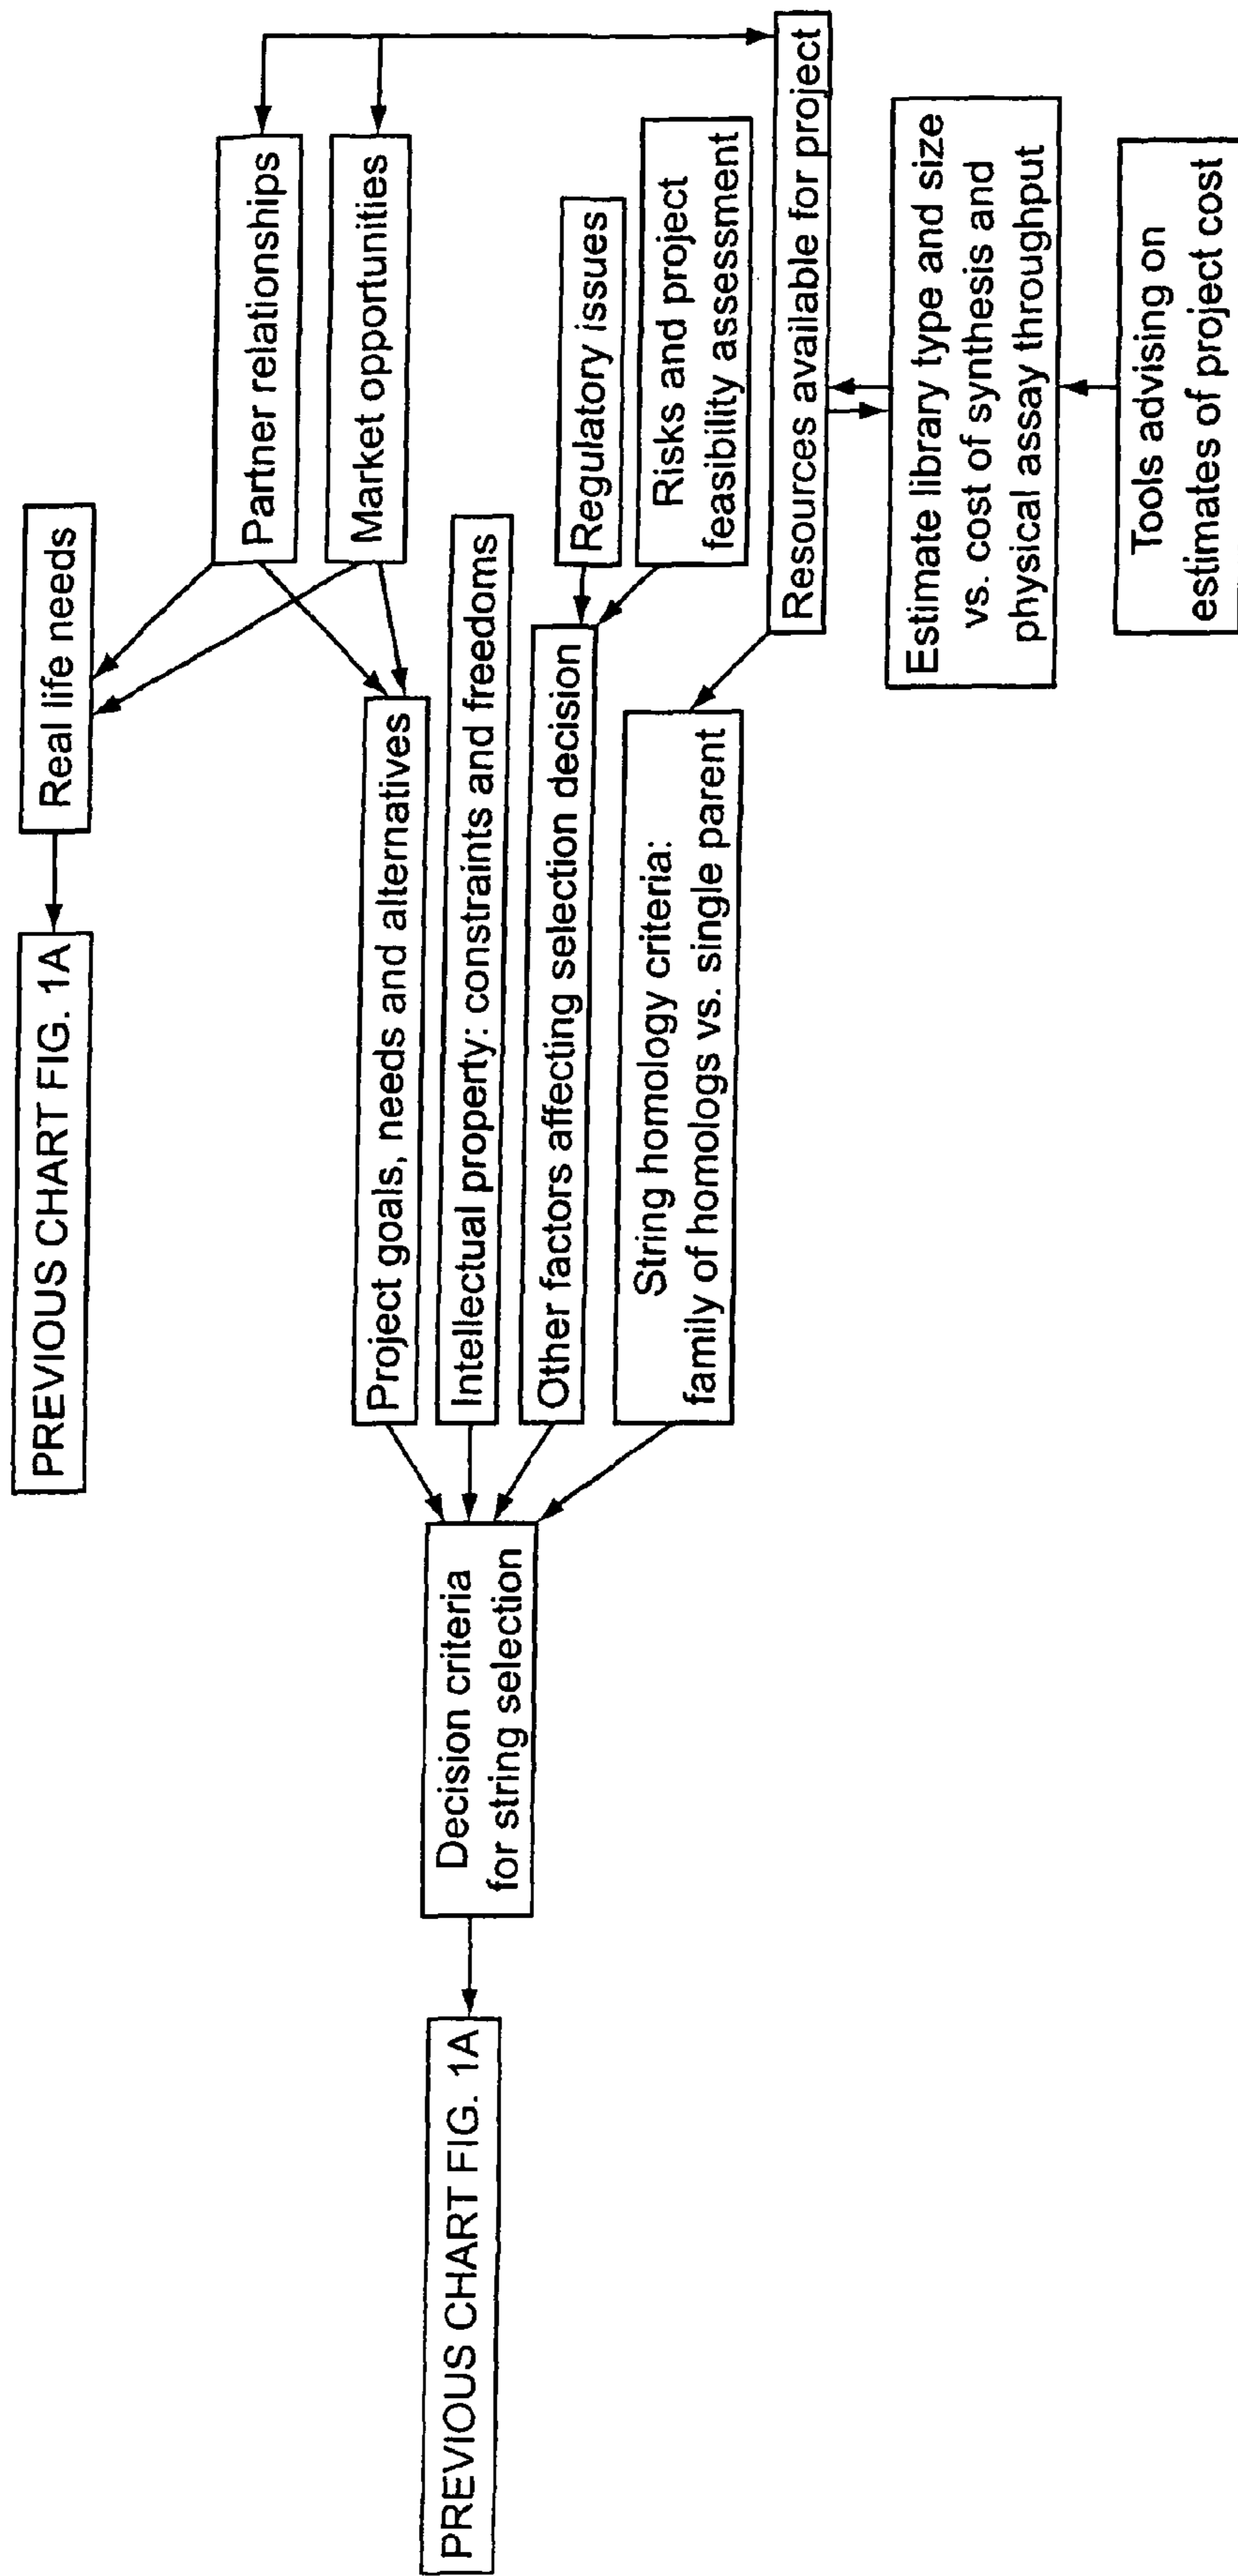 PREVIOUS CHART FIG. 1A
Real life needs
Partner relationships
Market opportunities
Project goals, needs and alternatives
Intellectual property: constraints and freedoms
Other factors affecting selection decision
Regulatory issues
Risks and project
feasibility assessment
String homology criteria:
family of homologs vs. single parent
Decision criteria
for string selection
PREVIOUS CHART FIG. 1A
Resources available for project
Estimate library type and size
vs. cost of synthesis and
physical assay throughput
Tools advising on
estimates of project cost